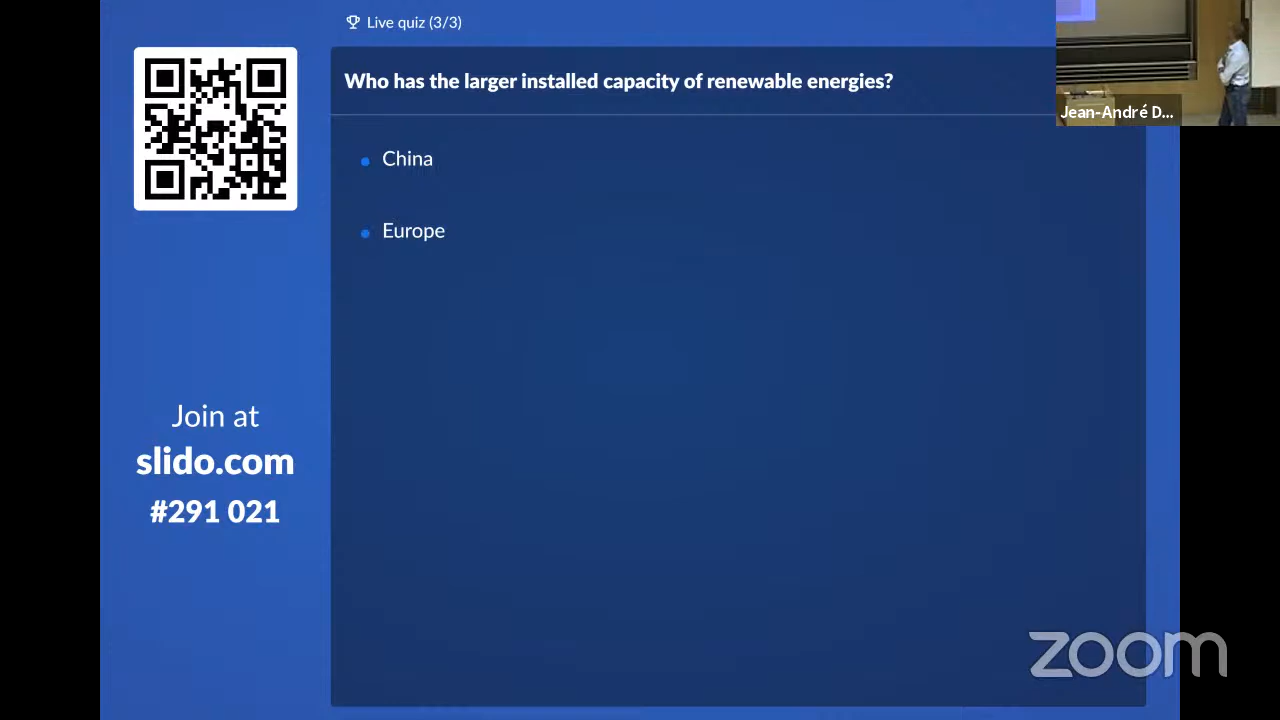 Live quiz (3/3)
Who has the larger installed capacity of renewable energies?
Jean-André D...
China
Europe
Join at
slido.com
#291 021
zoom